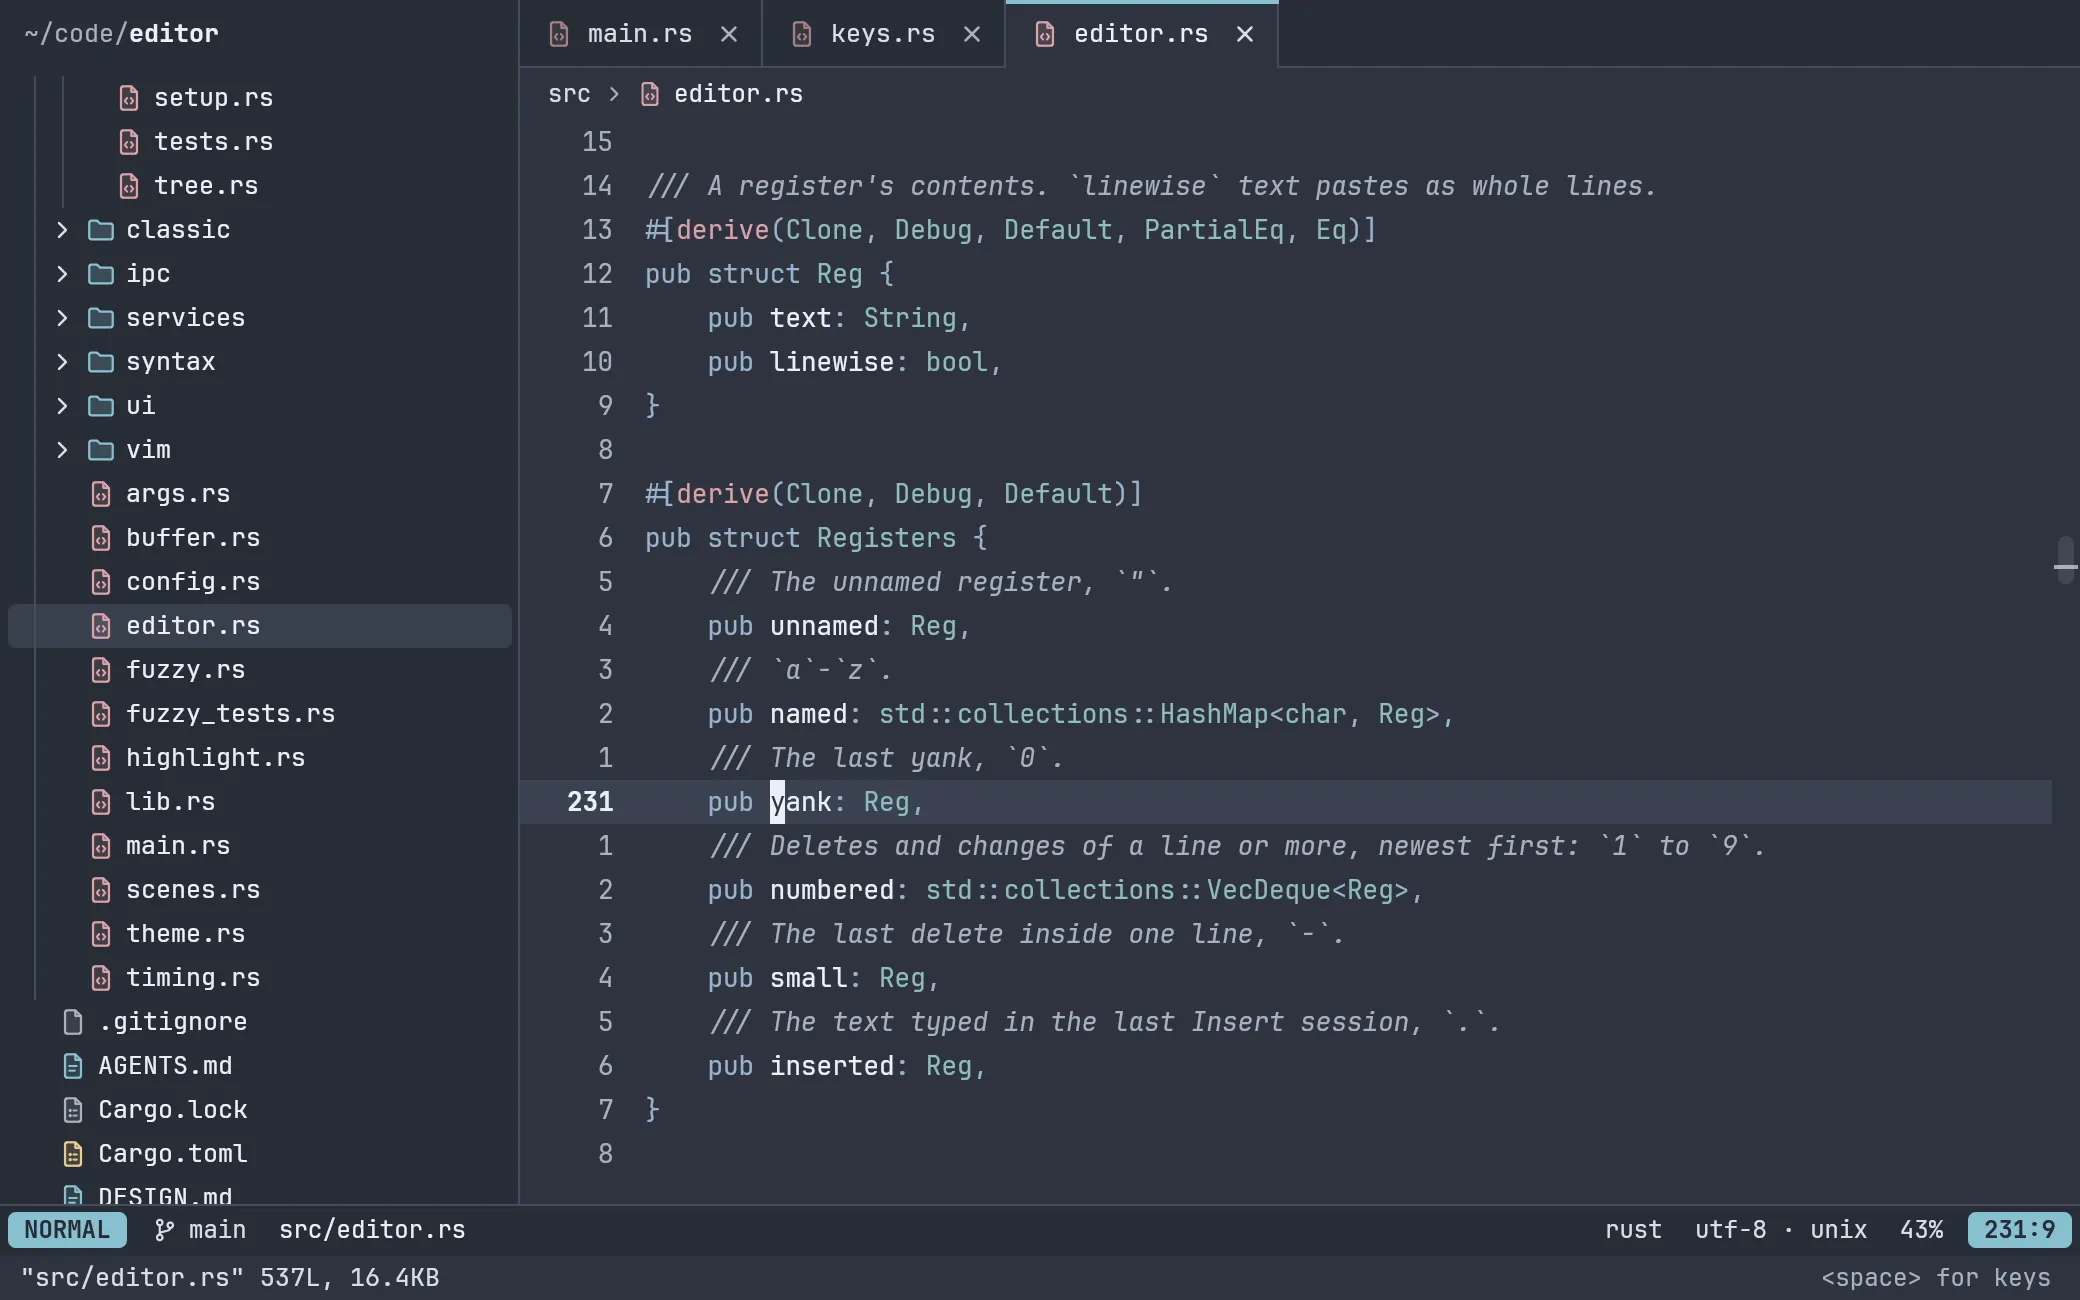 ~/code/editor
setup.rs
tests.rs
tree.rs
classic
ipc
services
syntax
ui
vim
args.rs
buffer.rs
config.rs
editor.rs
fuzzy.rs
fuzzy_tests.rs
highlight.rs
lib.rs
main.rs
scenes.rs
theme.rs
timing.rs
.gitignore
AGENTS.md
Cargo.lock
Cargo.toml
DESIGN.md
main.rs keys.rs editor.rs
src > editor.rs
15
14 /// A register's contents. `linewise` text pastes as whole lines.
13 #[derive(Clone, Debug, Default, PartialEq, Eq)]
12 pub struct Reg {
11     pub text: String,
10     pub linewise: bool,
9 }
8
7 #[derive(Clone, Debug, Default)]
6 pub struct Registers {
5     /// The unnamed register, `"`.
4     pub unnamed: Reg,
3     /// `a`-`z`.
2     pub named: std::collections::HashMap<char, Reg>,
1     /// The last yank, `0`.
231     pub yank: Reg,
1     /// Deletes and changes of a line or more, newest first: `1` to `9`.
2     pub numbered: std::collections::VecDeque<Reg>,
3     /// The last delete inside one line, `-`.
4     pub small: Reg,
5     /// The text typed in the last Insert session, `.`.
6     pub inserted: Reg,
7 }
8
NORMAL main src/editor.rs rust utf-8 · unix 43% 231:9
"src/editor.rs" 537L, 16.4KB <space> for keys